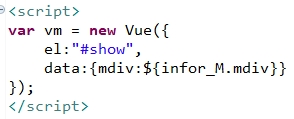 <script>
var vm = new Vue({
    el:"#show",
    data:{mdiv:${infor_M.mdiv}}
});
</script>